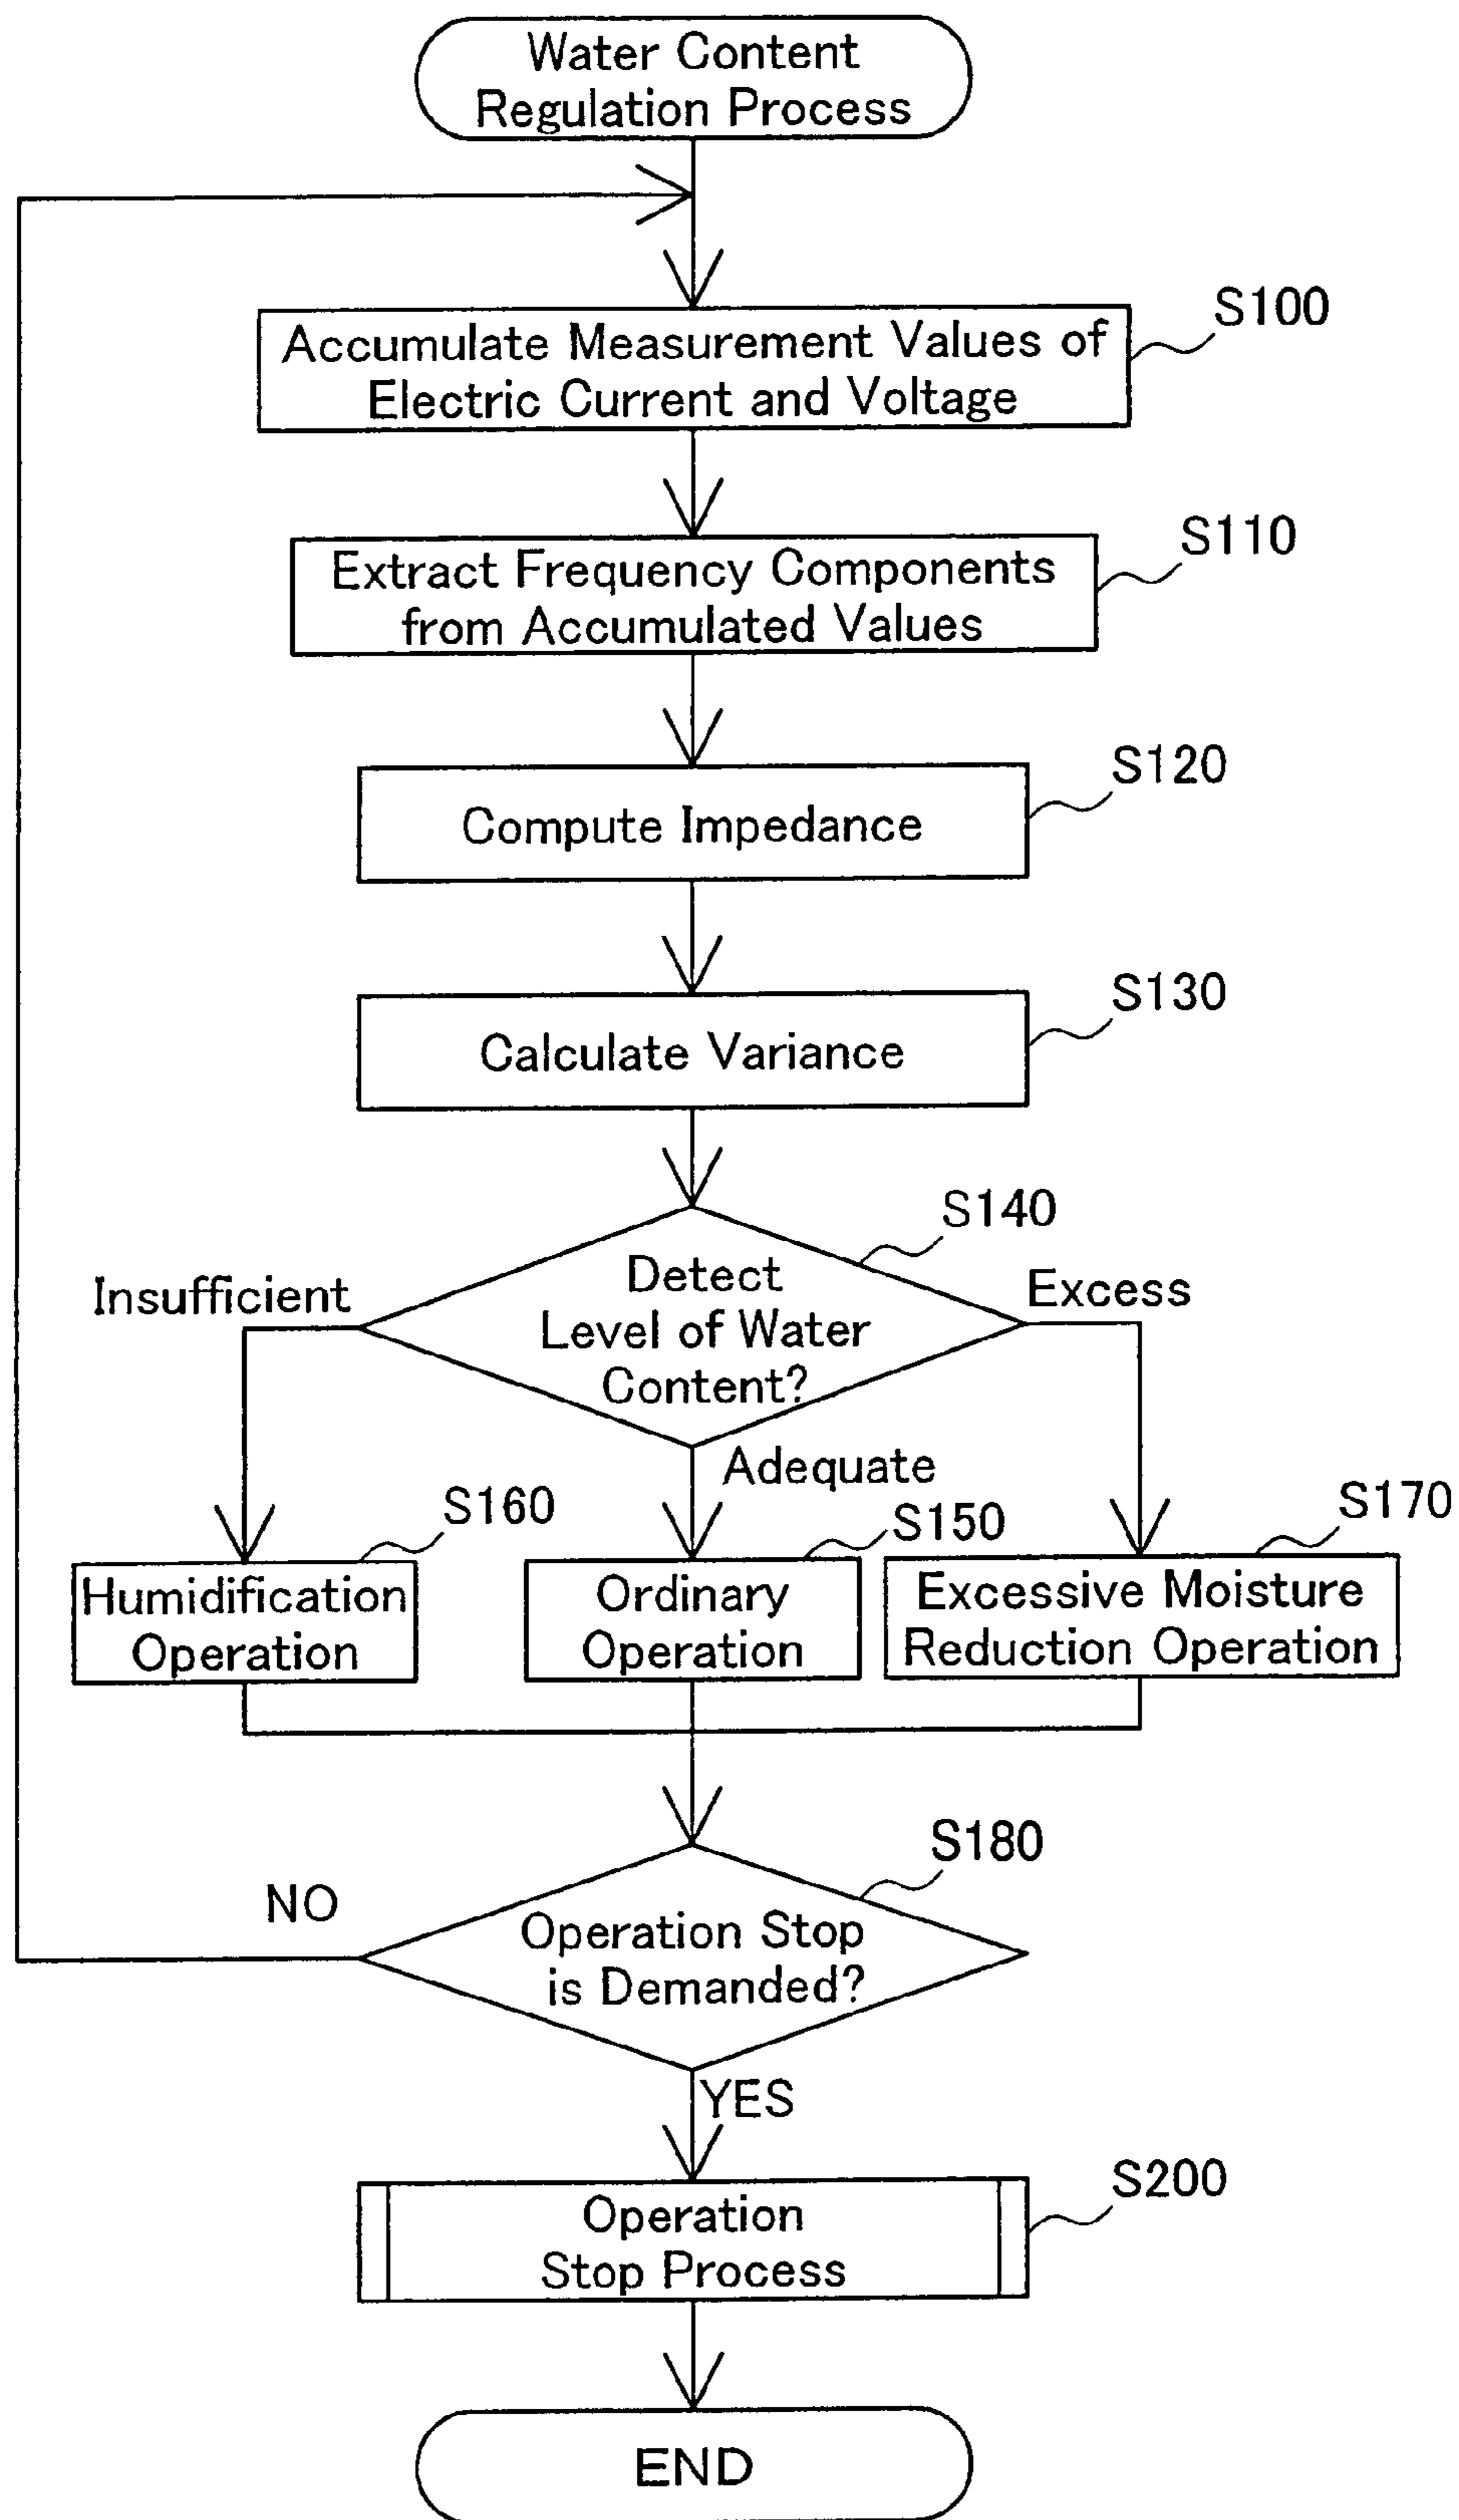 Water Content
Regulation Process
S100
Accumulate Measurement Values of
Electric Current and Voltage
S110
Extract Frequency Components
from Accumulated Values
S120
Compute Impedance
S130
Calculate Variance
S140
Detect
Level of Water
Content?
Insufficient
Excess
Adequate
S160
Humidification
Operation
S150
Ordinary
Operation
S170
Excessive Moisture
Reduction Operation
S180
Operation Stop
is Demanded?
NO
YES
S200
Operation
Stop Process
END